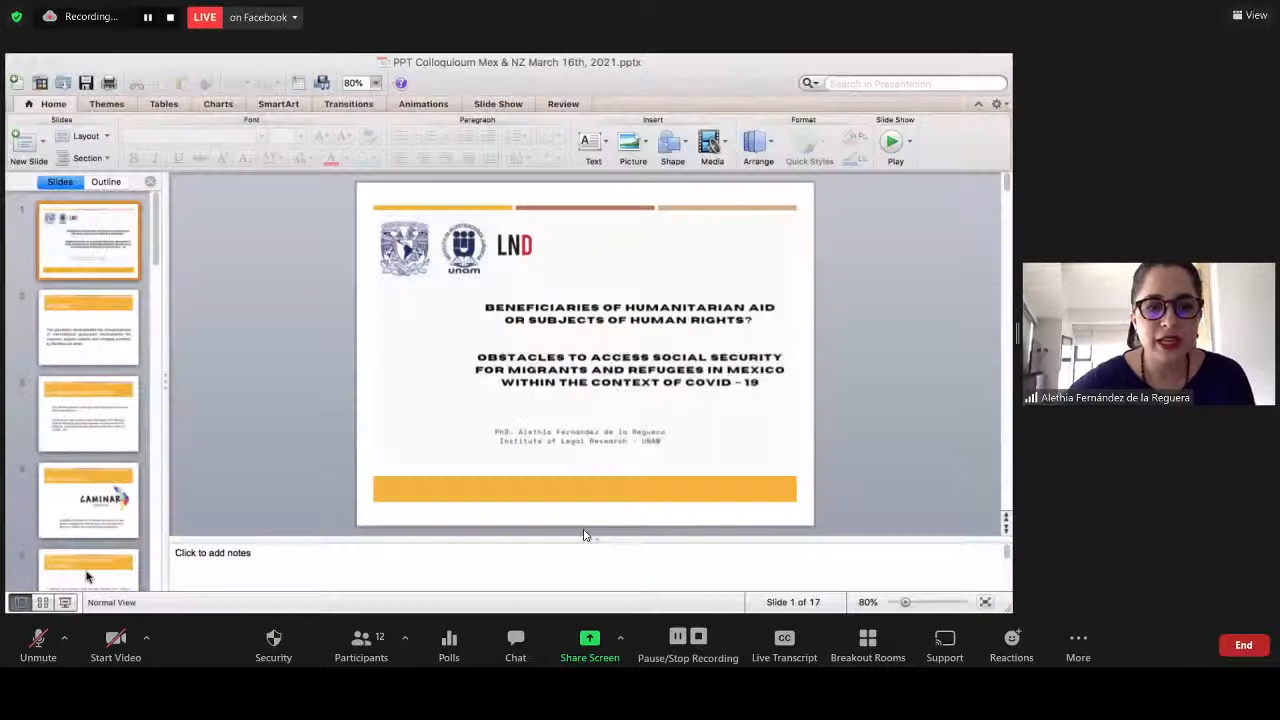 Recording...
LIVE
on Facebook
View
PPT Colloquioum Mex & NZ March 16th, 2021.pptx
80%
Search in Presentation
Home
Themes
Tables
Charts
SmartArt
Transitions
Animations
Slide Show
Review
Slides
Font
Paragraph
Insert
Format
Slide Show
New Slide
Layout
Section
Text
Picture
Shape
Media
Arrange
Quick Styles
Play
Slides
Outline
1
2
3
CAMINAR
unam
LND
BENEFICIARIES OF HUMANITARIAN AID
OR SUBJECTS OF HUMAN RIGHTS?
OBSTACLES TO ACCESS SOCIAL SECURITY
FOR MIGRANTS AND REFUGEES IN MEXICO
WITHIN THE CONTEXT OF COVID - 19
PhD. Alethia Fernández de la Reguera
Institute of Legal Research - UNAM
Click to add notes
Normal View
Slide 1 of 17
80%
Alethia Fernández de la Reguera
Unmute
Start Video
Security
Participants
12
Polls
Chat
Share Screen
Pause/Stop Recording
CC
Live Transcript
Breakout Rooms
Support
Reactions
More
End